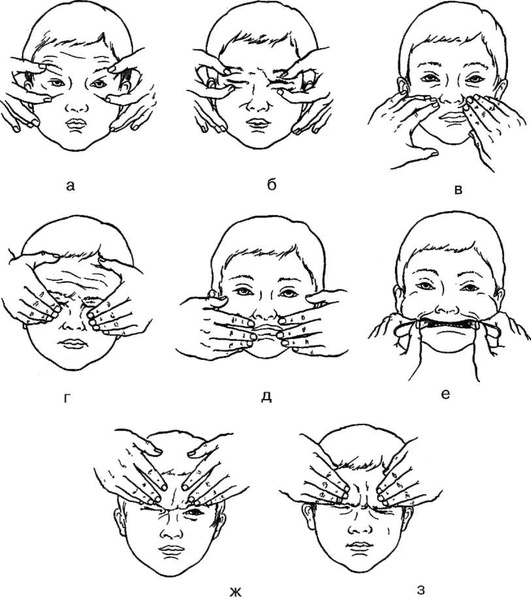 а б в
г д е
ж з